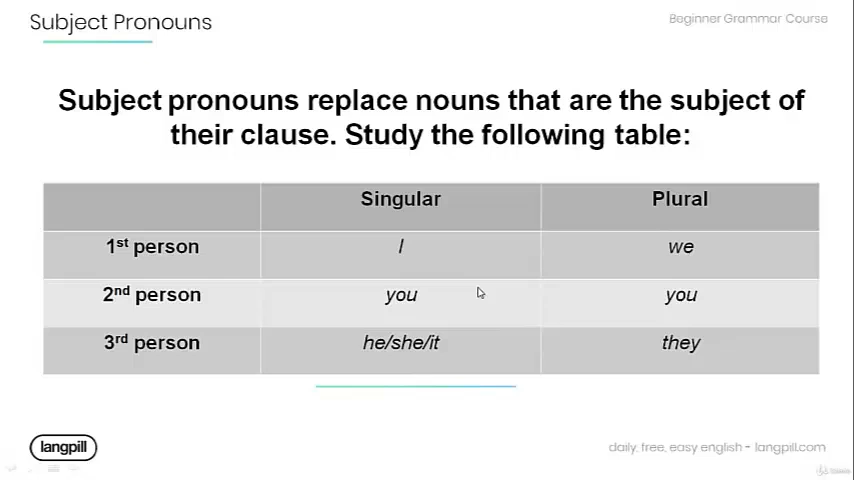 Subject Pronouns
Beginner Grammar Course
Subject pronouns replace nouns that are the subject of
their clause. Study the following table:
Singular Plural
1st person I we
2nd person you you
3rd person he/she/it they
langpill
daily, free, easy english - langpill.com